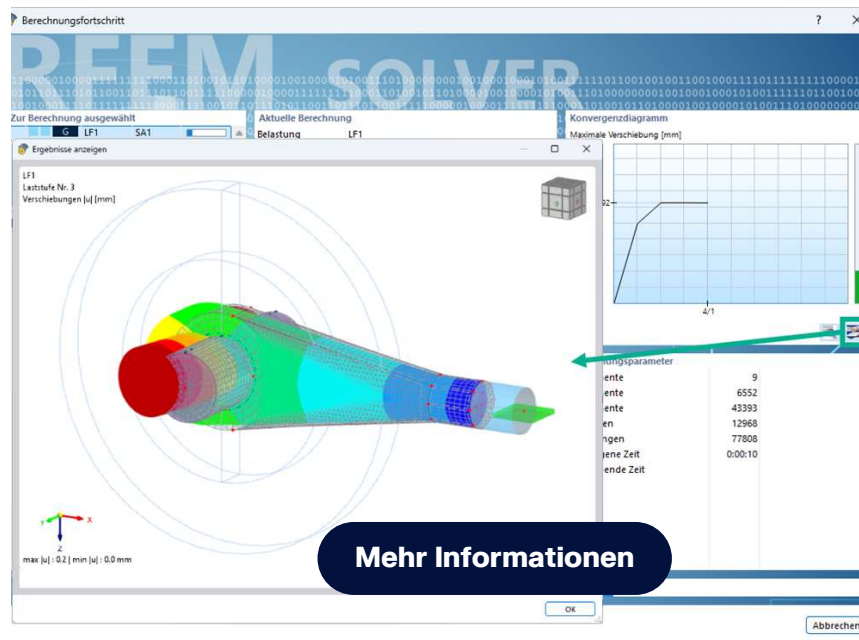 Berechnungsfortschritt
?
RFEM SOLVER
Zur Berechnung ausgewählt
G LF1 SA1
Aktuelle Berechnung
Belastung LF1
Konvergenzdiagramm
Maximale Verschiebung [mm]
92
4/1
Ergebnisse anzeigen
LF1
Laststufe Nr. 3
Verschiebungen |u| [mm]
Y X
Z
max |u| : 0.2 | min |u| : 0.0 mm
OK
ungsparameter
ente 9
ente 6552
ente 43393
en 12968
ngen 77808
gene Zeit 0:00:10
ende Zeit
Mehr Informationen
Abbrechen